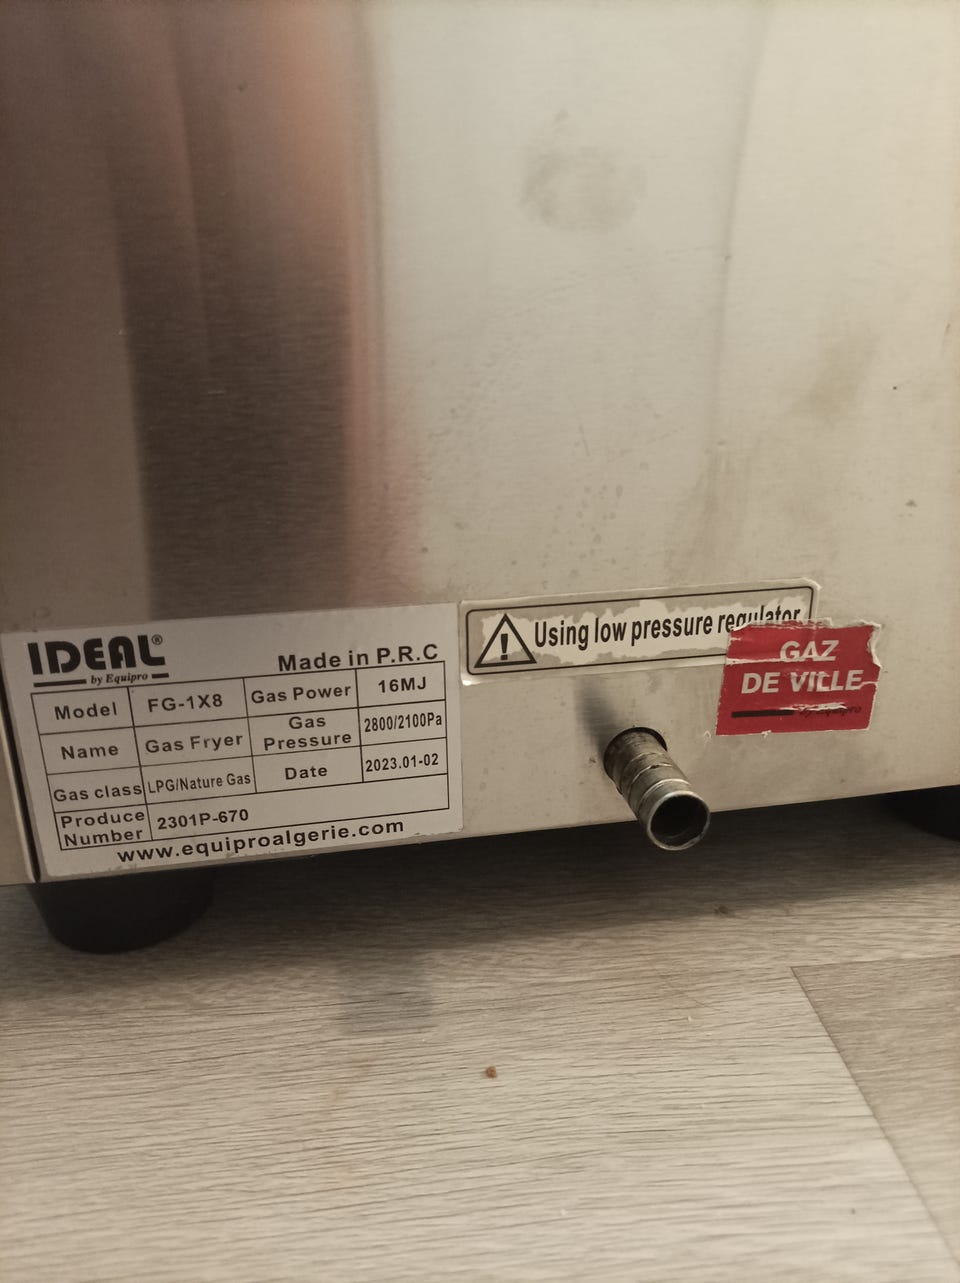 IDEAL®
by Equipro
Made in P.R.C
Model FG-1X8 Gas Power 16MJ
Name Gas Fryer Gas Pressure 2800/2100Pa
Gas class LPG/Nature Gas Date 2023.01-02
Produce Number 2301P-670
www.equiproalgerie.com
! Using low pressure regulator
GAZ
DE VILLE
by Equipro